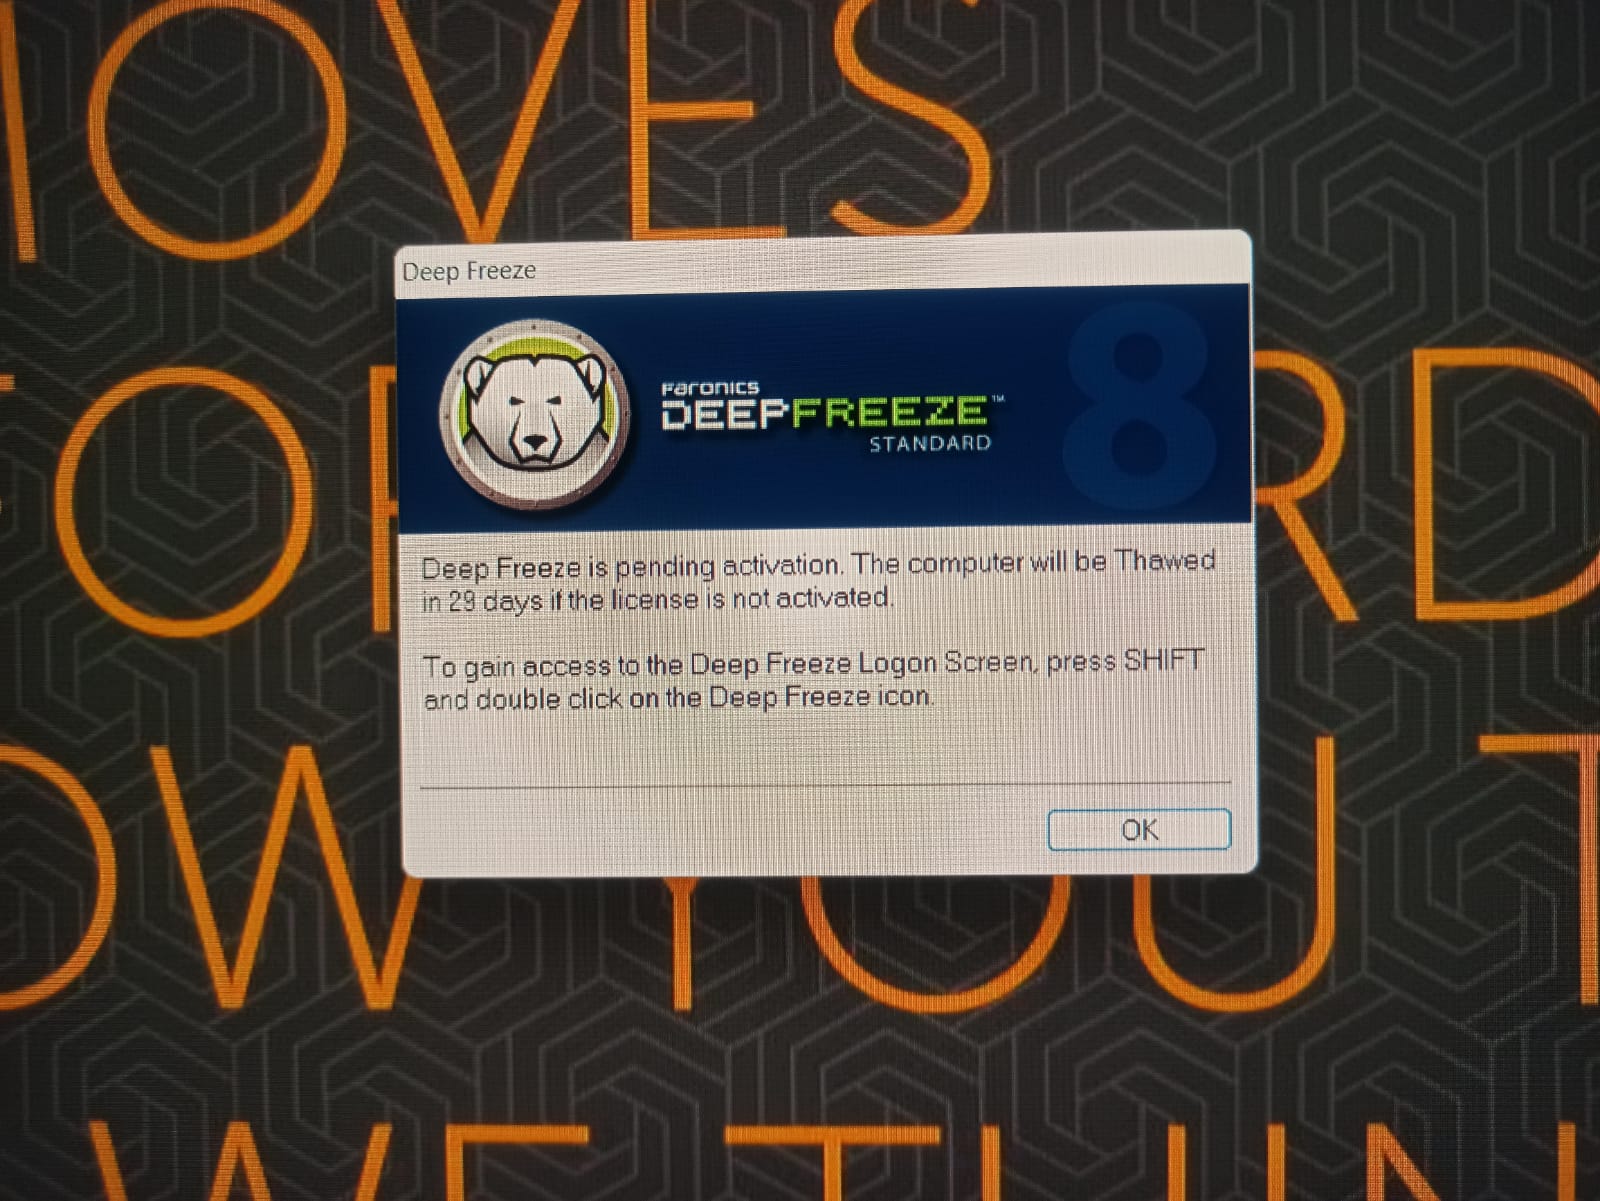 MOVES
Deep Freeze
8
Faronics
DEEPFREEZE™
STANDARD
Deep Freeze is pending activation. The computer will be Thawed
in 29 days if the license is not activated.
To gain access to the Deep Freeze Logon Screen, press SHIFT
and double click on the Deep Freeze icon.
OK
YOU